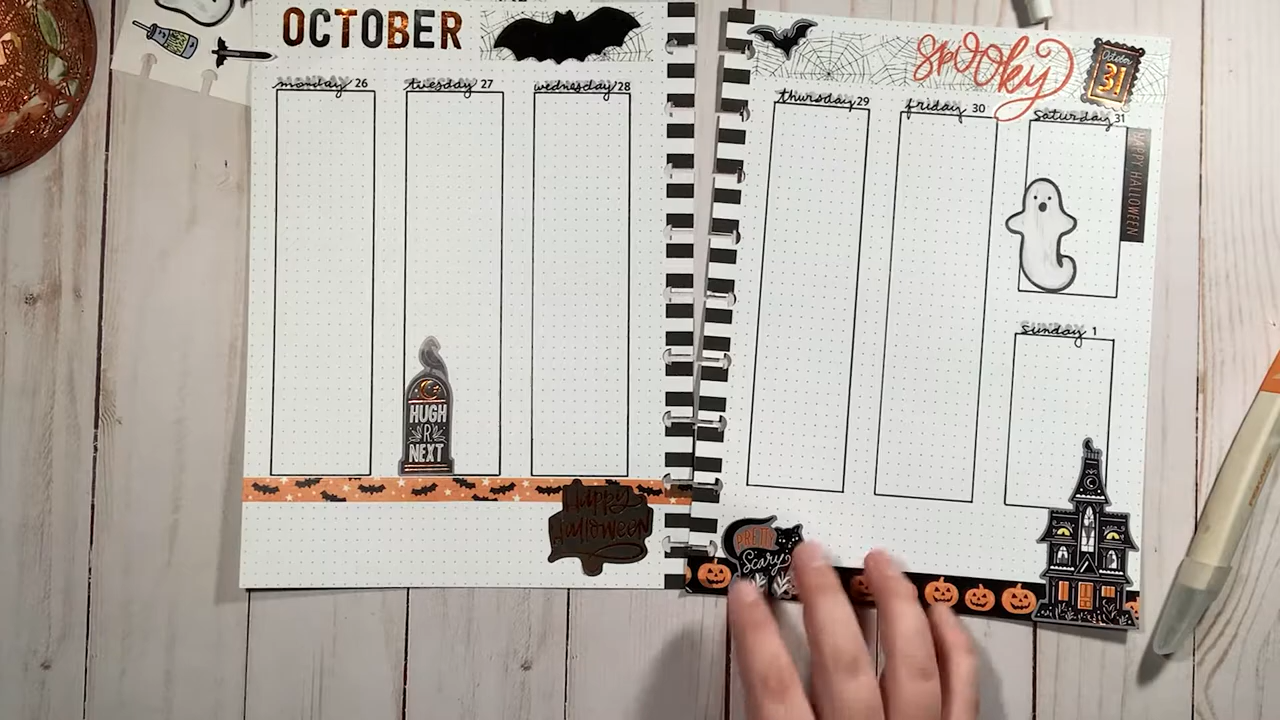 OCTOBER
monday 26
tuesday 27
wednesday 28
HUGH
R
NEXT
Happy
Halloween
spooky
October
31
thursday 29
friday 30
Saturday 31
HAPPY HALLOWEEN
Sunday 1
PRETTY
Scary